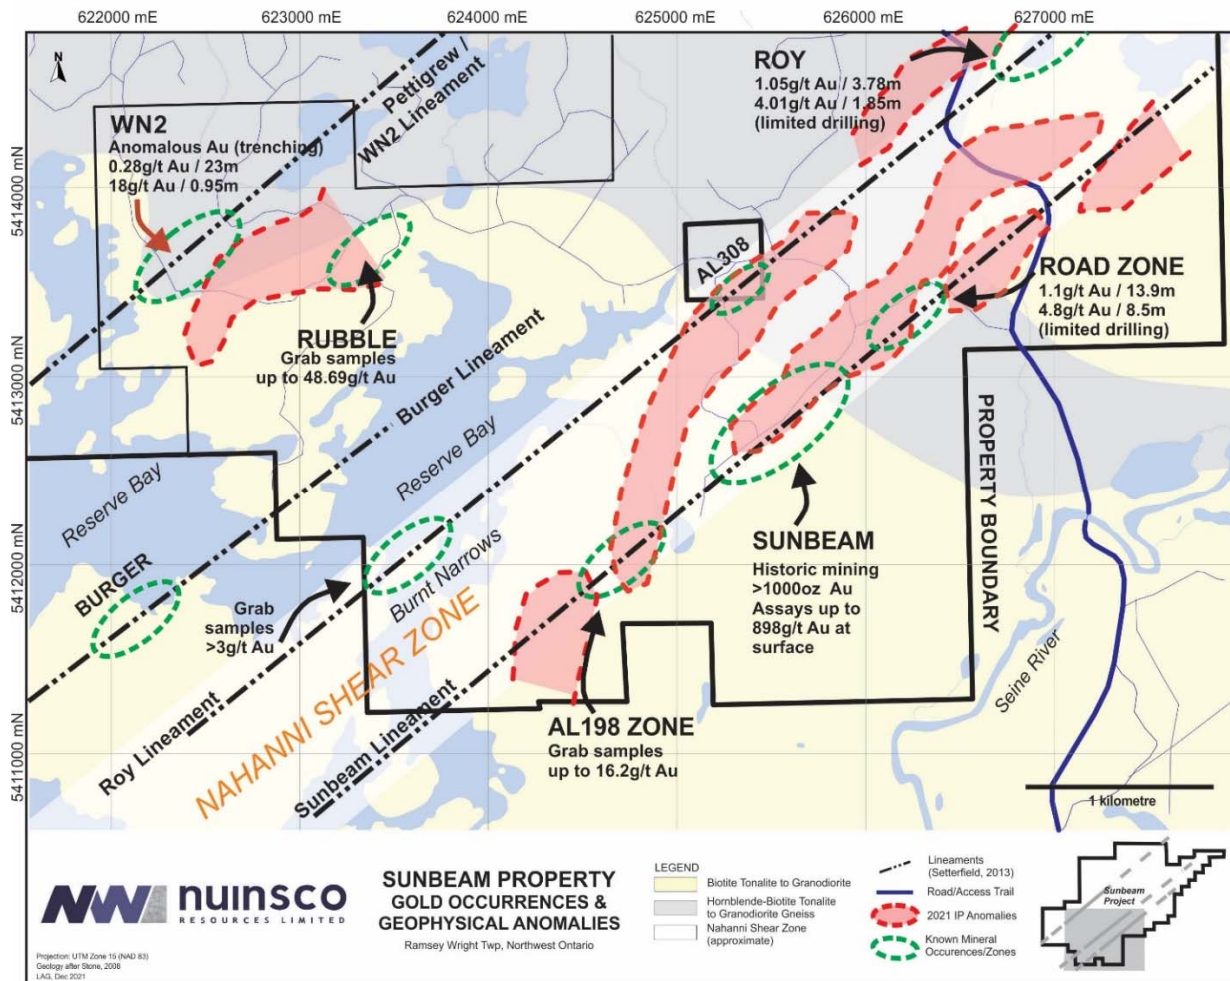 622000 mE
623000 mE
624000 mE
625000 mE
626000 mE
627000 mE
5414000 mN
5413000 mN
5412000 mN
5411000 mN
N
WN2
Anomalous Au (trenching)
0.28g/t Au / 23m
18g/t Au / 0.95m
Pettigrew /
WN2 Lineament
ROY
1.05g/t Au / 3.78m
4.01g/t Au / 1.85m
(limited drilling)
AL308
ROAD ZONE
1.1g/t Au / 13.9m
4.8g/t Au / 8.5m
(limited drilling)
RUBBLE
Grab samples
up to 48.69g/t Au
Burger Lineament
Reserve Bay
Reserve Bay
BURGER
Grab
samples
>3g/t Au
Burnt Narrows
NAHANNI SHEAR ZONE
Roy Lineament
Sunbeam Lineament
SUNBEAM
Historic mining
>1000oz Au
Assays up to
898g/t Au at
surface
PROPERTY BOUNDARY
Seine River
AL198 ZONE
Grab samples
up to 16.2g/t Au
1 kilometre
NW nuinsco
RESOURCES LIMITED
Projection: UTM Zone 15 (NAD 83)
Geology after Stone, 2008
LAG, Dec 2021
SUNBEAM PROPERTY
GOLD OCCURRENCES &
GEOPHYSICAL ANOMALIES
Ramsey Wright Twp, Northwest Ontario
LEGEND
Biotite Tonalite to Granodiorite
Hornblende-Biotite Tonalite
to Granodiorite Gneiss
Nahanni Shear Zone
(approximate)
Lineaments
(Setterfield, 2013)
Road/Access Trail
2021 IP Anomalies
Known Mineral
Occurences/Zones
Sunbeam
Project